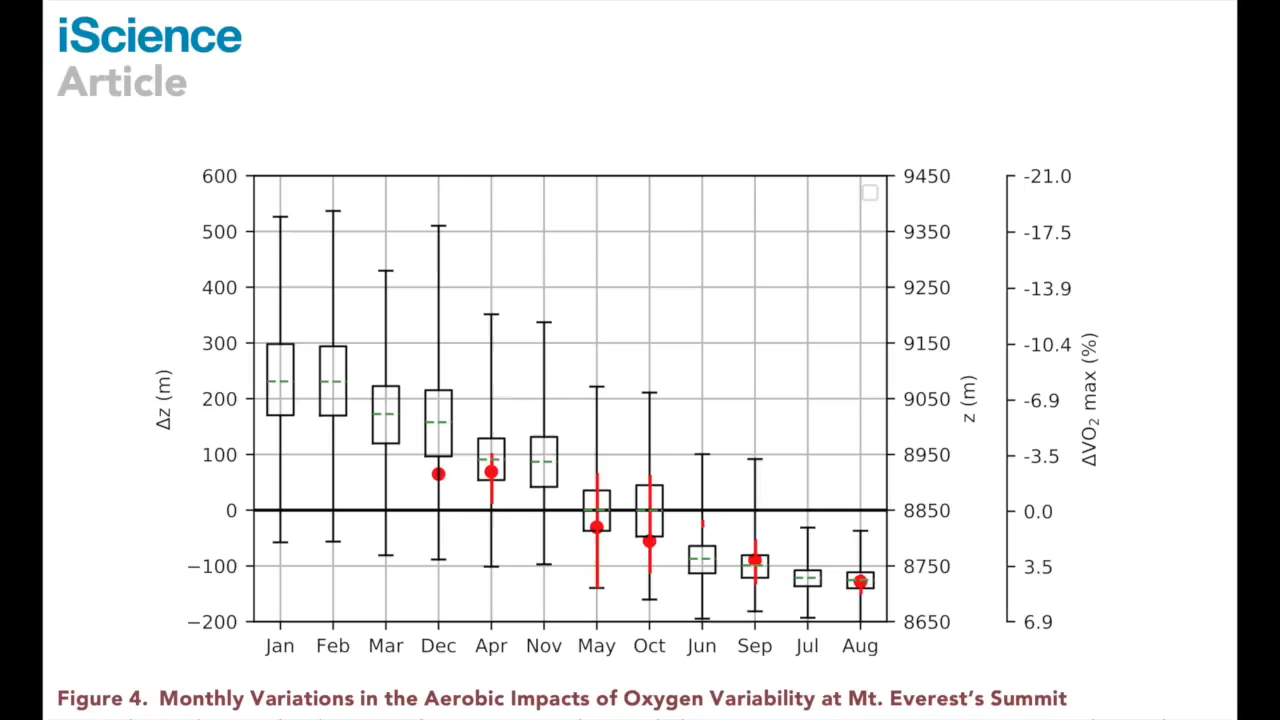 iScience
Article
600 9450 -21.0
500 9350 -17.5
400 9250 -13.9
300 9150 -10.4
200 9050 -6.9
100 8950 -3.5
0 8850 0.0
−100 8750 3.5
−200 8650 6.9
Δz (m)
z (m)
ΔVO₂ max (%)
Jan Feb Mar Dec Apr Nov May Oct Jun Sep Jul Aug
Figure 4. Monthly Variations in the Aerobic Impacts of Oxygen Variability at Mt. Everest's Summit